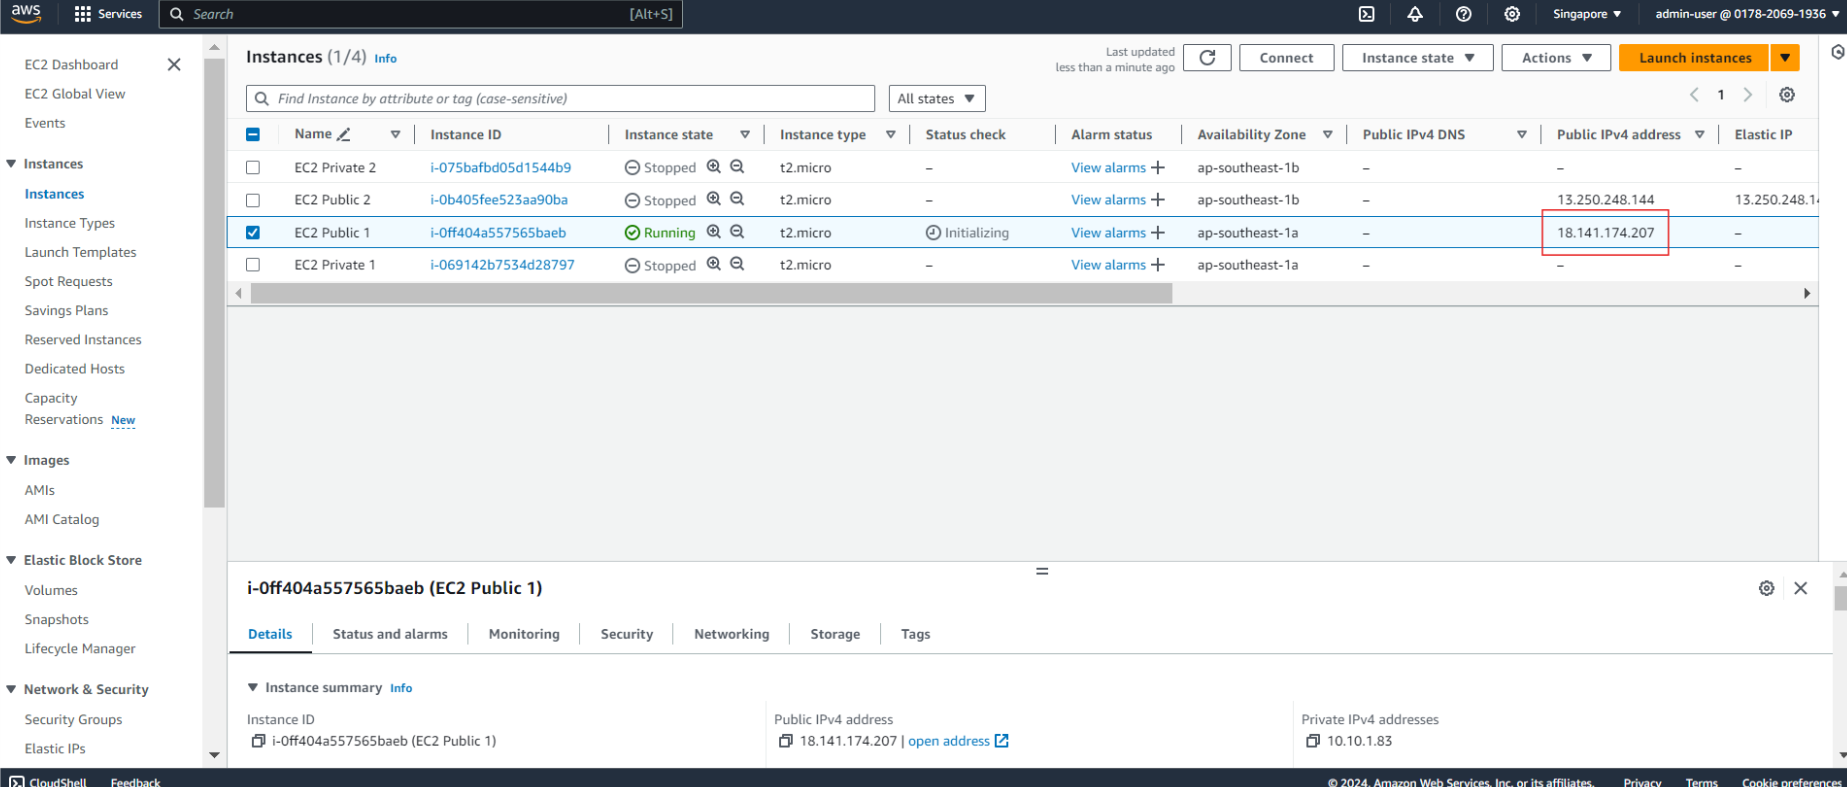 aws
Services
Search
[Alt+S]
Singapore
admin-user @ 0178-2069-1936
EC2 Dashboard
EC2 Global View
Events
Instances
Instances
Instance Types
Launch Templates
Spot Requests
Savings Plans
Reserved Instances
Dedicated Hosts
Capacity
Reservations New
Images
AMIs
AMI Catalog
Elastic Block Store
Volumes
Snapshots
Lifecycle Manager
Network & Security
Security Groups
Elastic IPs
Instances (1/4) Info
Last updated
less than a minute ago
Connect
Instance state
Actions
Launch instances
Find Instance by attribute or tag (case-sensitive)
All states
1
Name Instance ID Instance state Instance type Status check Alarm status Availability Zone Public IPv4 DNS Public IPv4 address Elastic IP
EC2 Private 2 i-075bafbd05d1544b9 Stopped t2.micro – View alarms + ap-southeast-1b – – –
EC2 Public 2 i-0b405fee523aa90ba Stopped t2.micro – View alarms + ap-southeast-1b – 13.250.248.144 13.250.248.14
EC2 Public 1 i-0ff404a557565baeb Running t2.micro Initializing View alarms + ap-southeast-1a – 18.141.174.207 –
EC2 Private 1 i-069142b7534d28797 Stopped t2.micro – View alarms + ap-southeast-1a – – –
i-0ff404a557565baeb (EC2 Public 1)
Details
Status and alarms
Monitoring
Security
Networking
Storage
Tags
Instance summary Info
Instance ID
i-0ff404a557565baeb (EC2 Public 1)
Public IPv4 address
18.141.174.207 | open address
Private IPv4 addresses
10.10.1.83
CloudShell
Feedback
© 2024, Amazon Web Services, Inc. or its affiliates.
Privacy
Terms
Cookie preferences